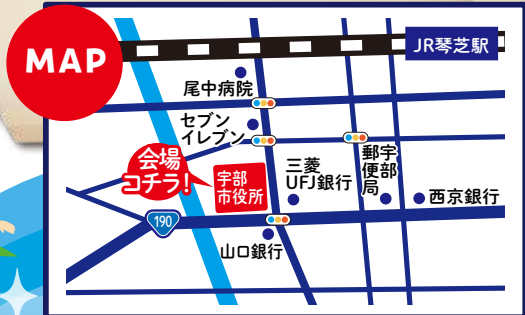 MAP
JR琴芝駅
尾中病院
セブン
イレブン
会場
コチラ!
宇部
市役所
三菱
UFJ銀行
宇部
郵便局
西京銀行
190
山口銀行